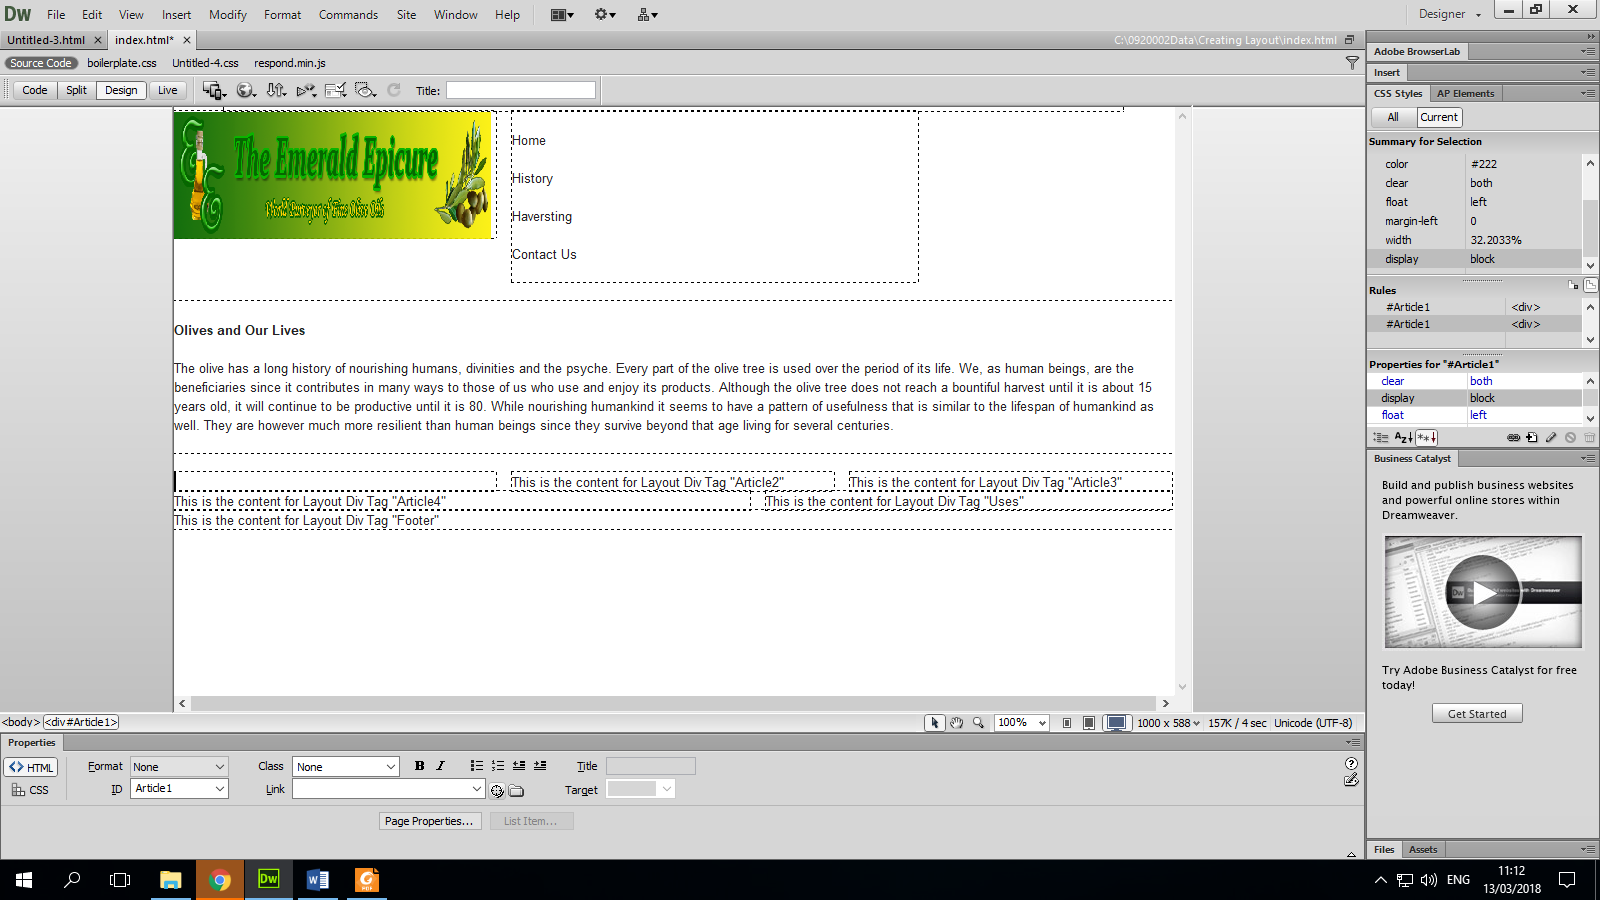 Dw File Edit View Insert Modify Format Commands Site Window Help Designer
Untitled-3.html index.html* C:\0920002Data\Creating Layout\index.html
Source Code boilerplate.css Untitled-4.css respond.min.js
Code Split Design Live Title:
The Emerald Epicure
World Purveyor of Fine Olive Oils
Home
History
Haversting
Contact Us
Olives and Our Lives
The olive has a long history of nourishing humans, divinities and the psyche. Every part of the olive tree is used over the period of its life. We, as human beings, are the
beneficiaries since it contributes in many ways to those of us who use and enjoy its products. Although the olive tree does not reach a bountiful harvest until it is about 15
years old, it will continue to be productive until it is 80. While nourishing humankind it seems to have a pattern of usefulness that is similar to the lifespan of humankind as
well. They are however much more resilient than human beings since they survive beyond that age living for several centuries.
This is the content for Layout Div Tag "Article2"
This is the content for Layout Div Tag "Article3"
This is the content for Layout Div Tag "Article4"
This is the content for Layout Div Tag "Uses"
This is the content for Layout Div Tag "Footer"
<body> <div#Article1> 100% 1000 x 588 157K / 4 sec Unicode (UTF-8)
Properties
HTML Format None Class None B I Title
CSS ID Article1 Link Target
Page Properties... List Item...
Adobe BrowserLab
Insert
CSS Styles AP Elements
All Current
Summary for Selection
color #222
clear both
float left
margin-left 0
width 32.2033%
display block
Rules
#Article1 <div>
#Article1 <div>
Properties for "#Article1"
clear both
display block
float left
Business Catalyst
Build and publish business websites
and powerful online stores within
Dreamweaver.
Try Adobe Business Catalyst for free
today!
Get Started
Files Assets
Dw W PDF ENG 11:12
13/03/2018